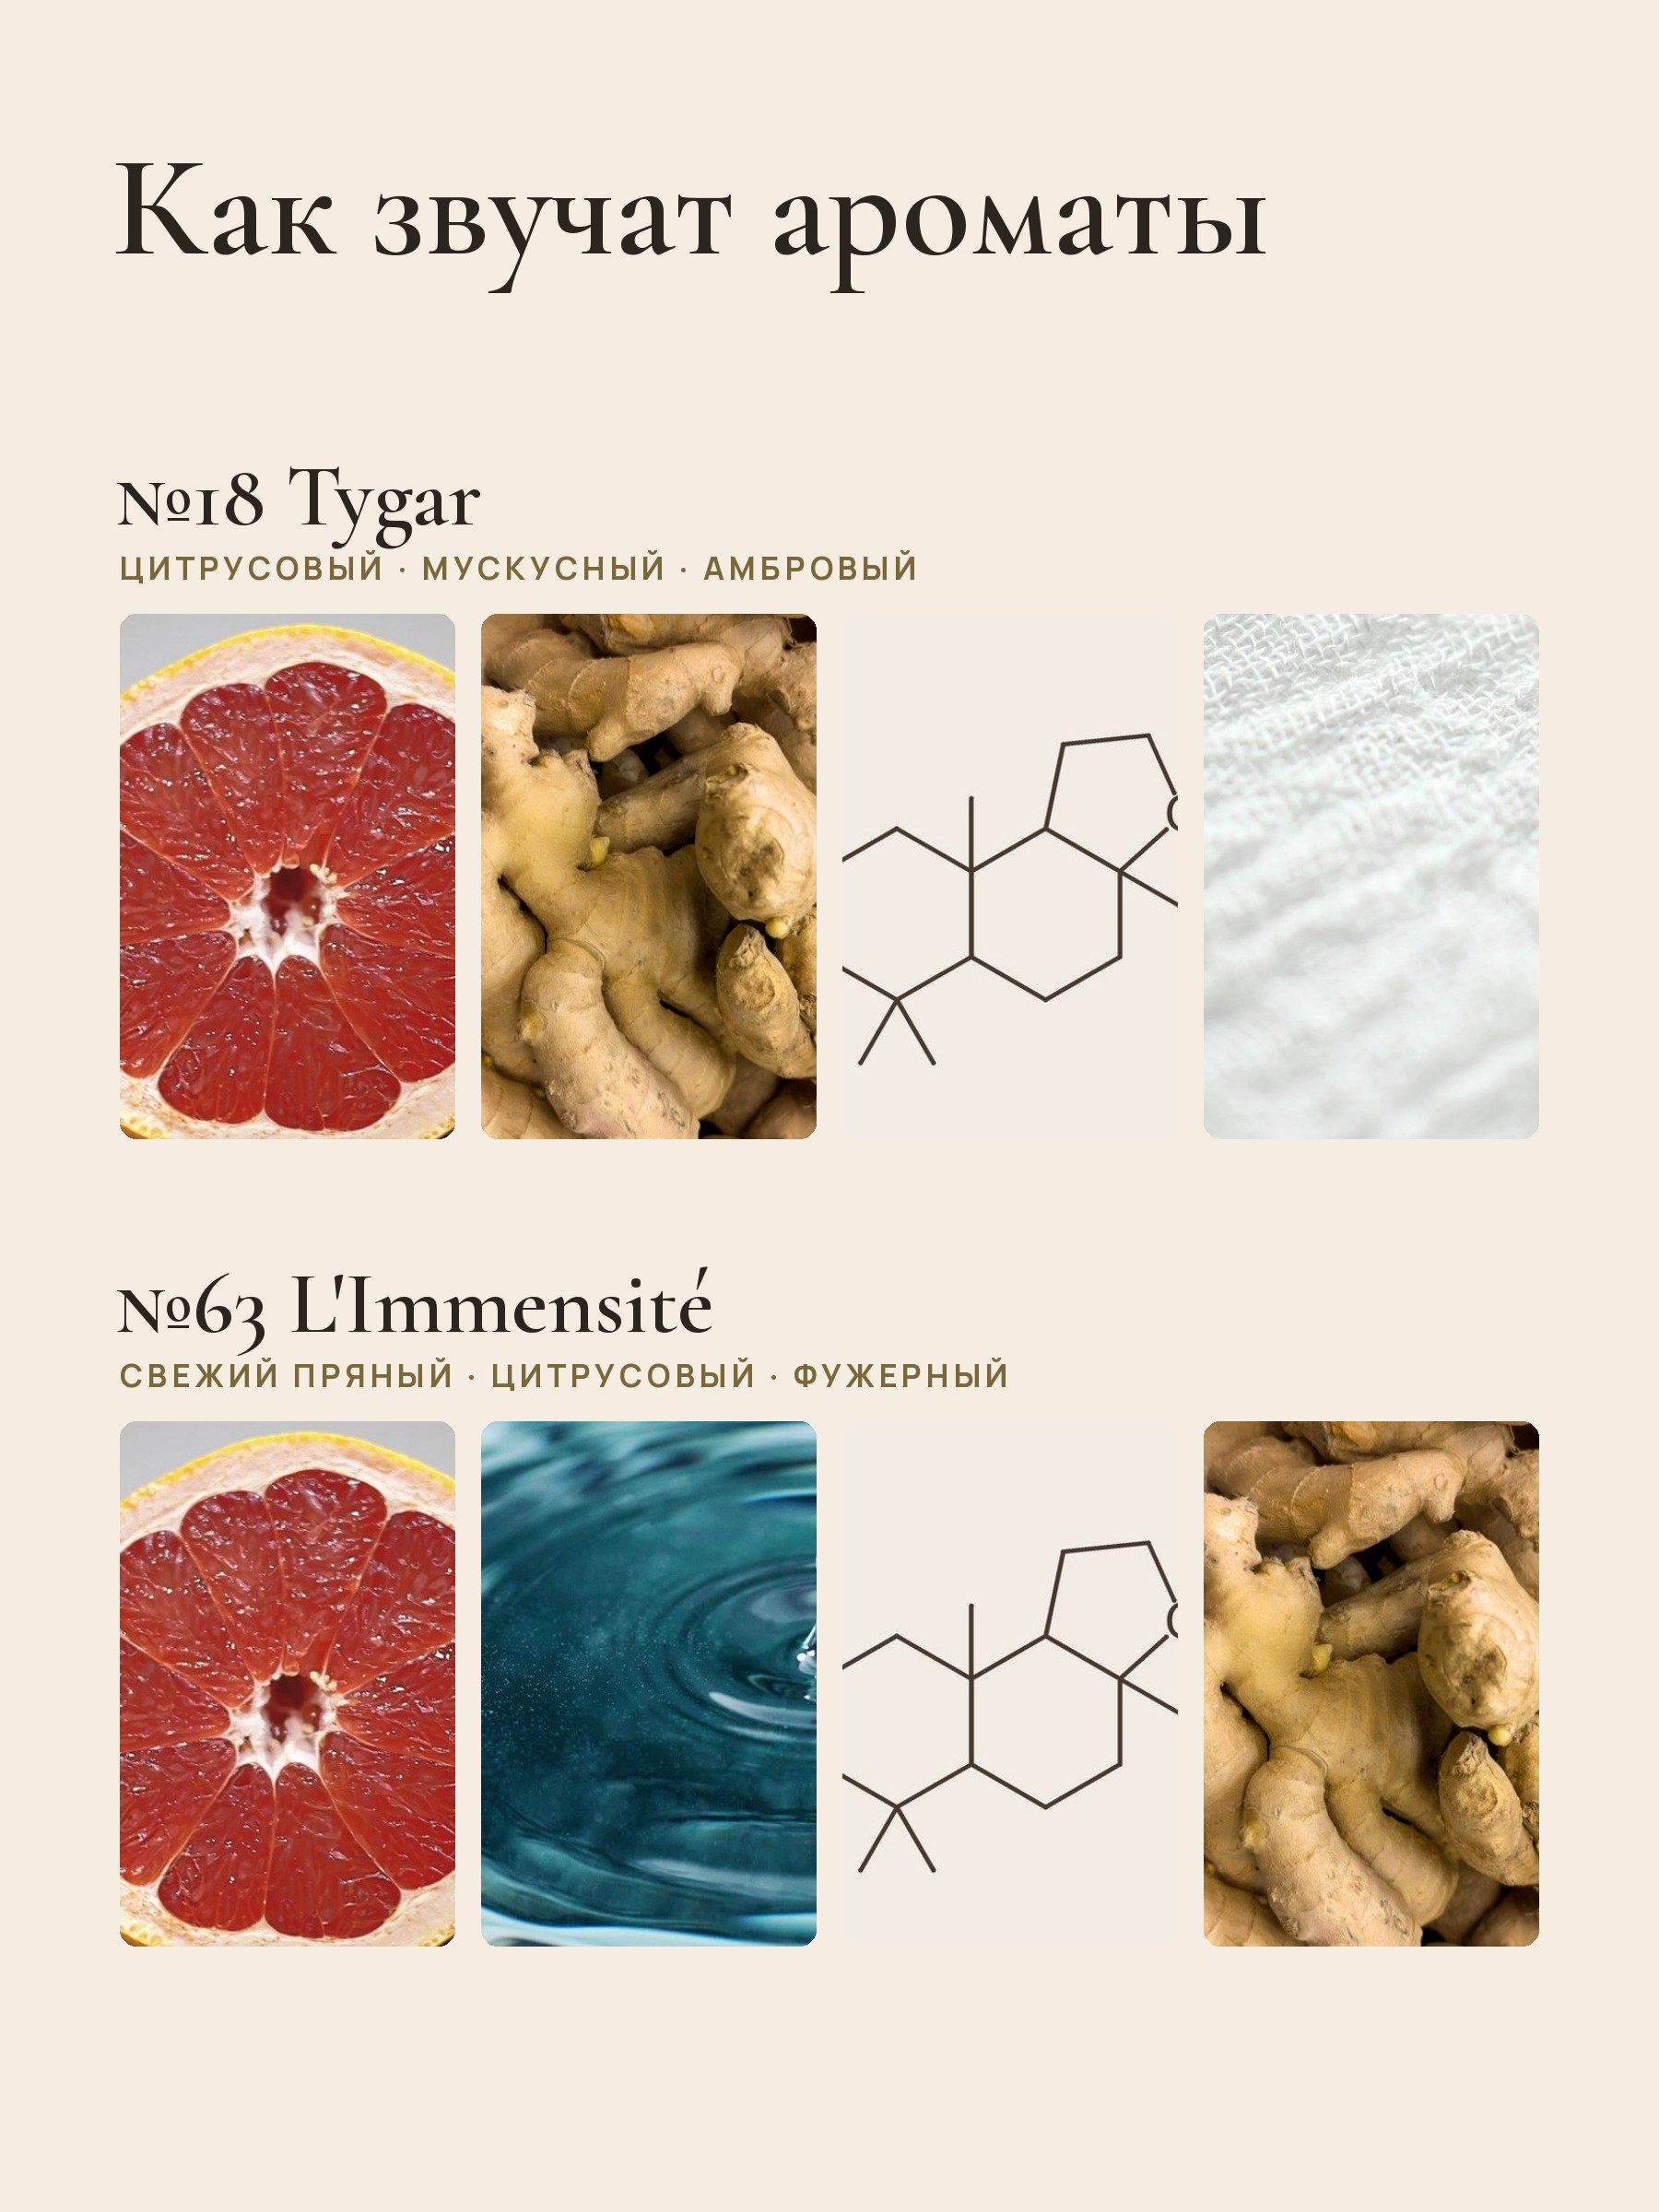 Как звучат ароматы
№18 Tygar
ЦИТРУСОВЫЙ · МУСКУСНЫЙ · АМБРОВЫЙ
№63 L'Immensité
СВЕЖИЙ ПРЯНЫЙ · ЦИТРУСОВЫЙ · ФУЖЕРНЫЙ